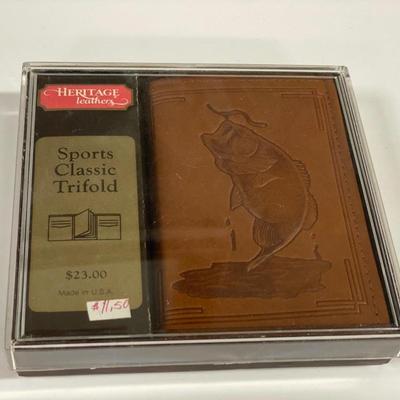 HERITAGE
leathers
Sports
Classic
Trifold
$23.00
Made in U.S.A.
$11.50